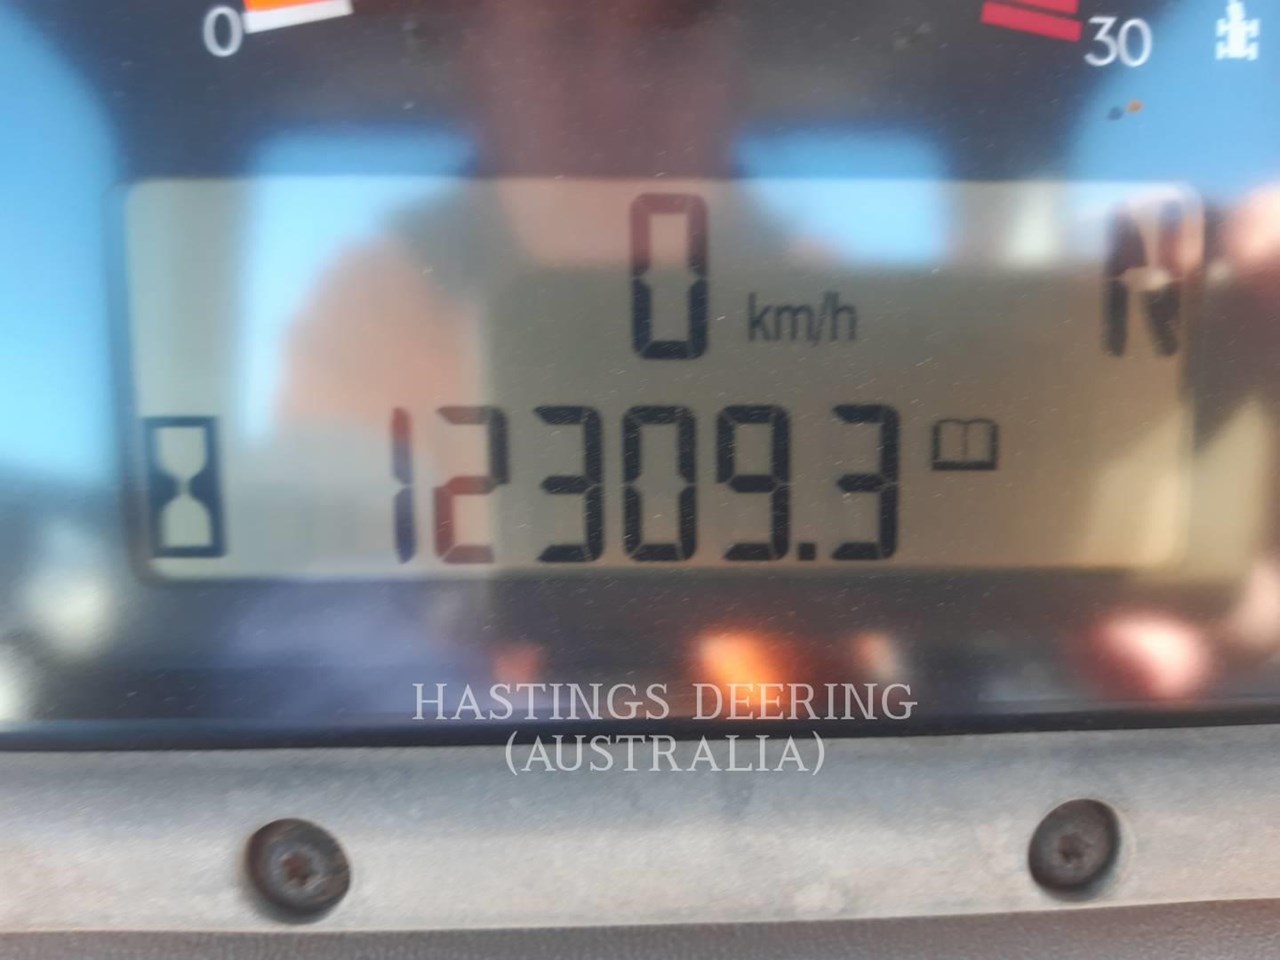 0
30
0 km/h N
12309.3
HASTINGS DEERING
(AUSTRALIA)